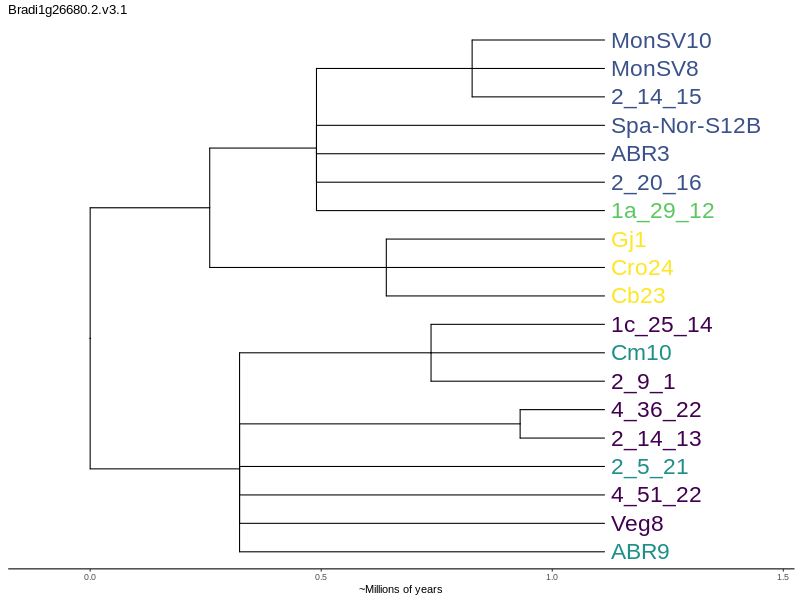 Bradi1g26680.2.v3.1
MonSV10
MonSV8
2_14_15
Spa-Nor-S12B
ABR3
2_20_16
1a_29_12
Gj1
Cro24
Cb23
1c_25_14
Cm10
2_9_1
4_36_22
2_14_13
2_5_21
4_51_22
Veg8
ABR9
0.0 0.5 1.0 1.5
~Millions of years